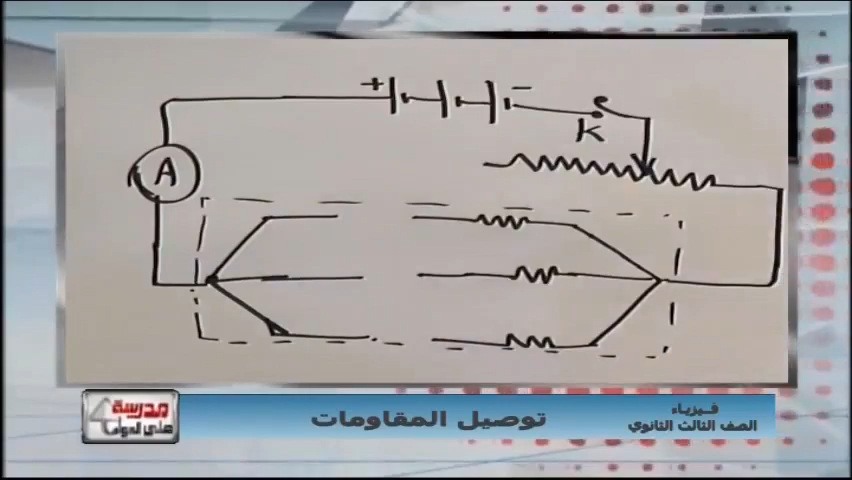 +
−
K
A
مدرسة
على الهواء
توصيل المقاومات
فيزياء
الصف الثالث الثانوي